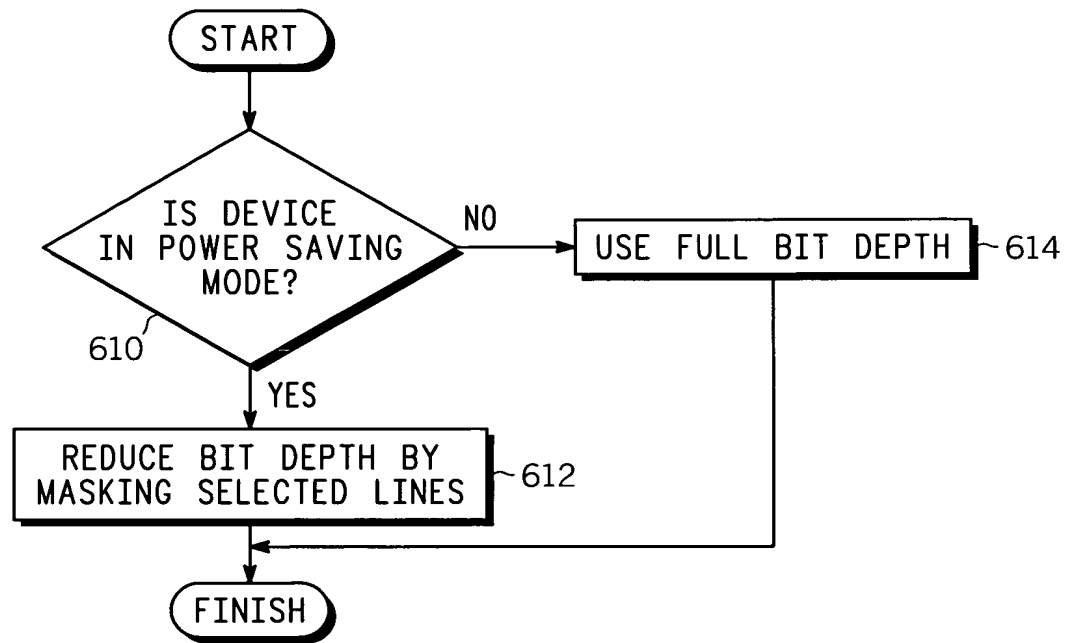 START
IS DEVICE
IN POWER SAVING
MODE?
NO
USE FULL BIT DEPTH
614
610
YES
REDUCE BIT DEPTH BY
MASKING SELECTED LINES
612
FINISH